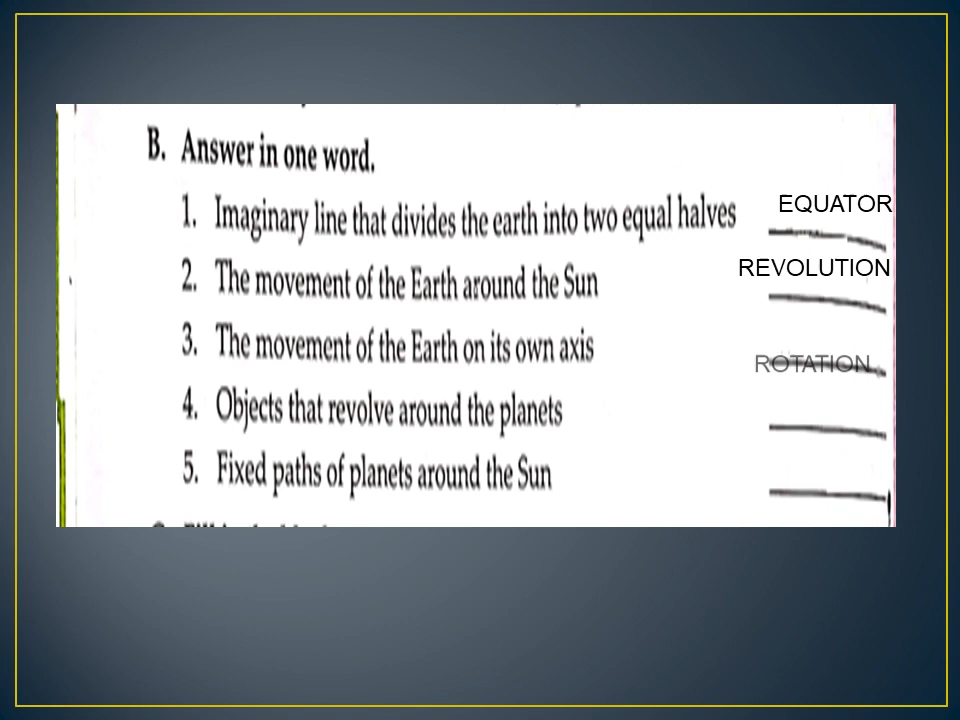 B. Answer in one word.
1. Imaginary line that divides the earth into two equal halves EQUATOR
2. The movement of the Earth around the Sun REVOLUTION
3. The movement of the Earth on its own axis ROTATION
4. Objects that revolve around the planets
5. Fixed paths of planets around the Sun